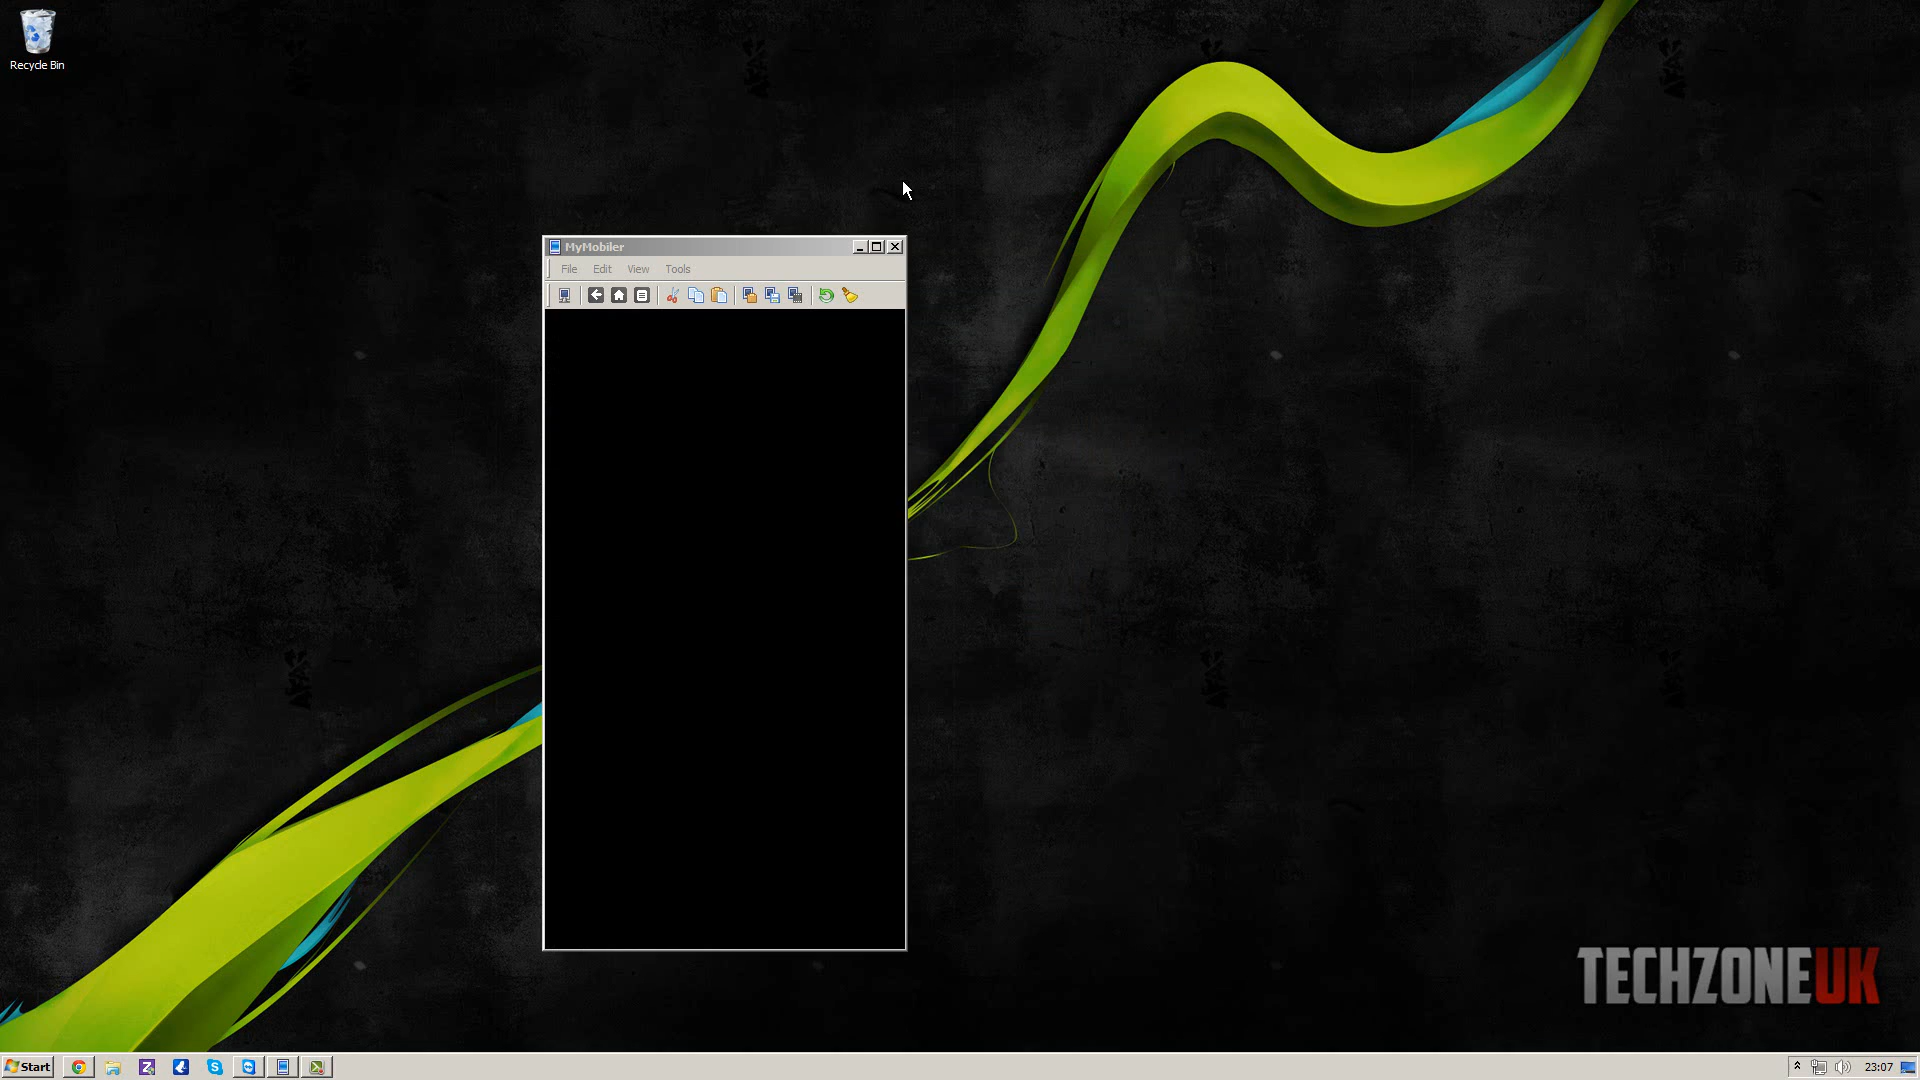 Recycle Bin
MyMobiler
File Edit View Tools
TECHZONEUK
Start
23:07